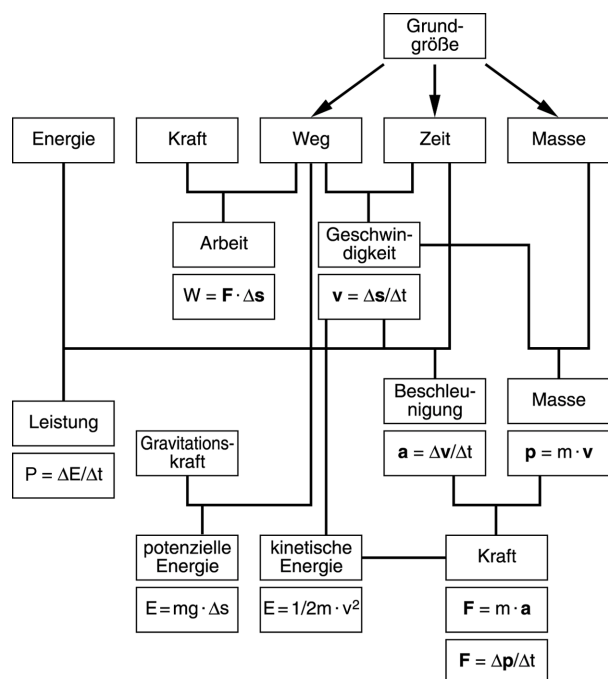 Grund-
größe
Energie
Kraft
Weg
Zeit
Masse
Arbeit
Geschwin-
digkeit
W = F · Δs
v = Δs/Δt
Leistung
Beschleu-
nigung
Masse
P = ΔE/Δt
Gravitations-
kraft
a = Δv/Δt
p = m · v
potenzielle
Energie
kinetische
Energie
Kraft
E = mg · Δs
E = 1/2m · v²
F = m · a
F = Δp/Δt